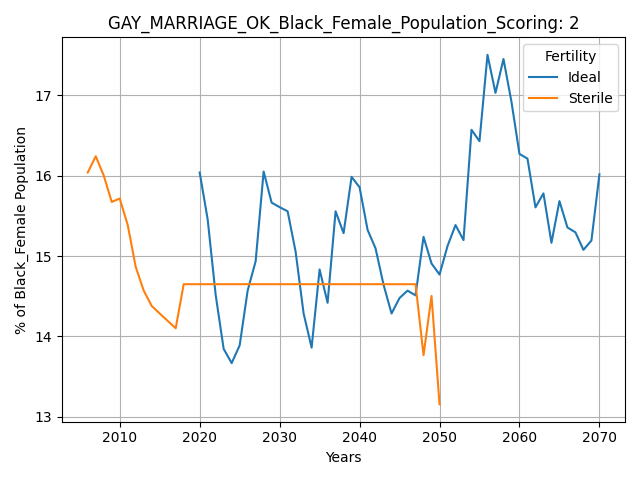 GAY_MARRIAGE_OK_Black_Female_Population_Scoring: 2
% of Black_Female Population
17
16
15
14
13
Fertility
Ideal
Sterile
2010 2020 2030 2040 2050 2060 2070
Years